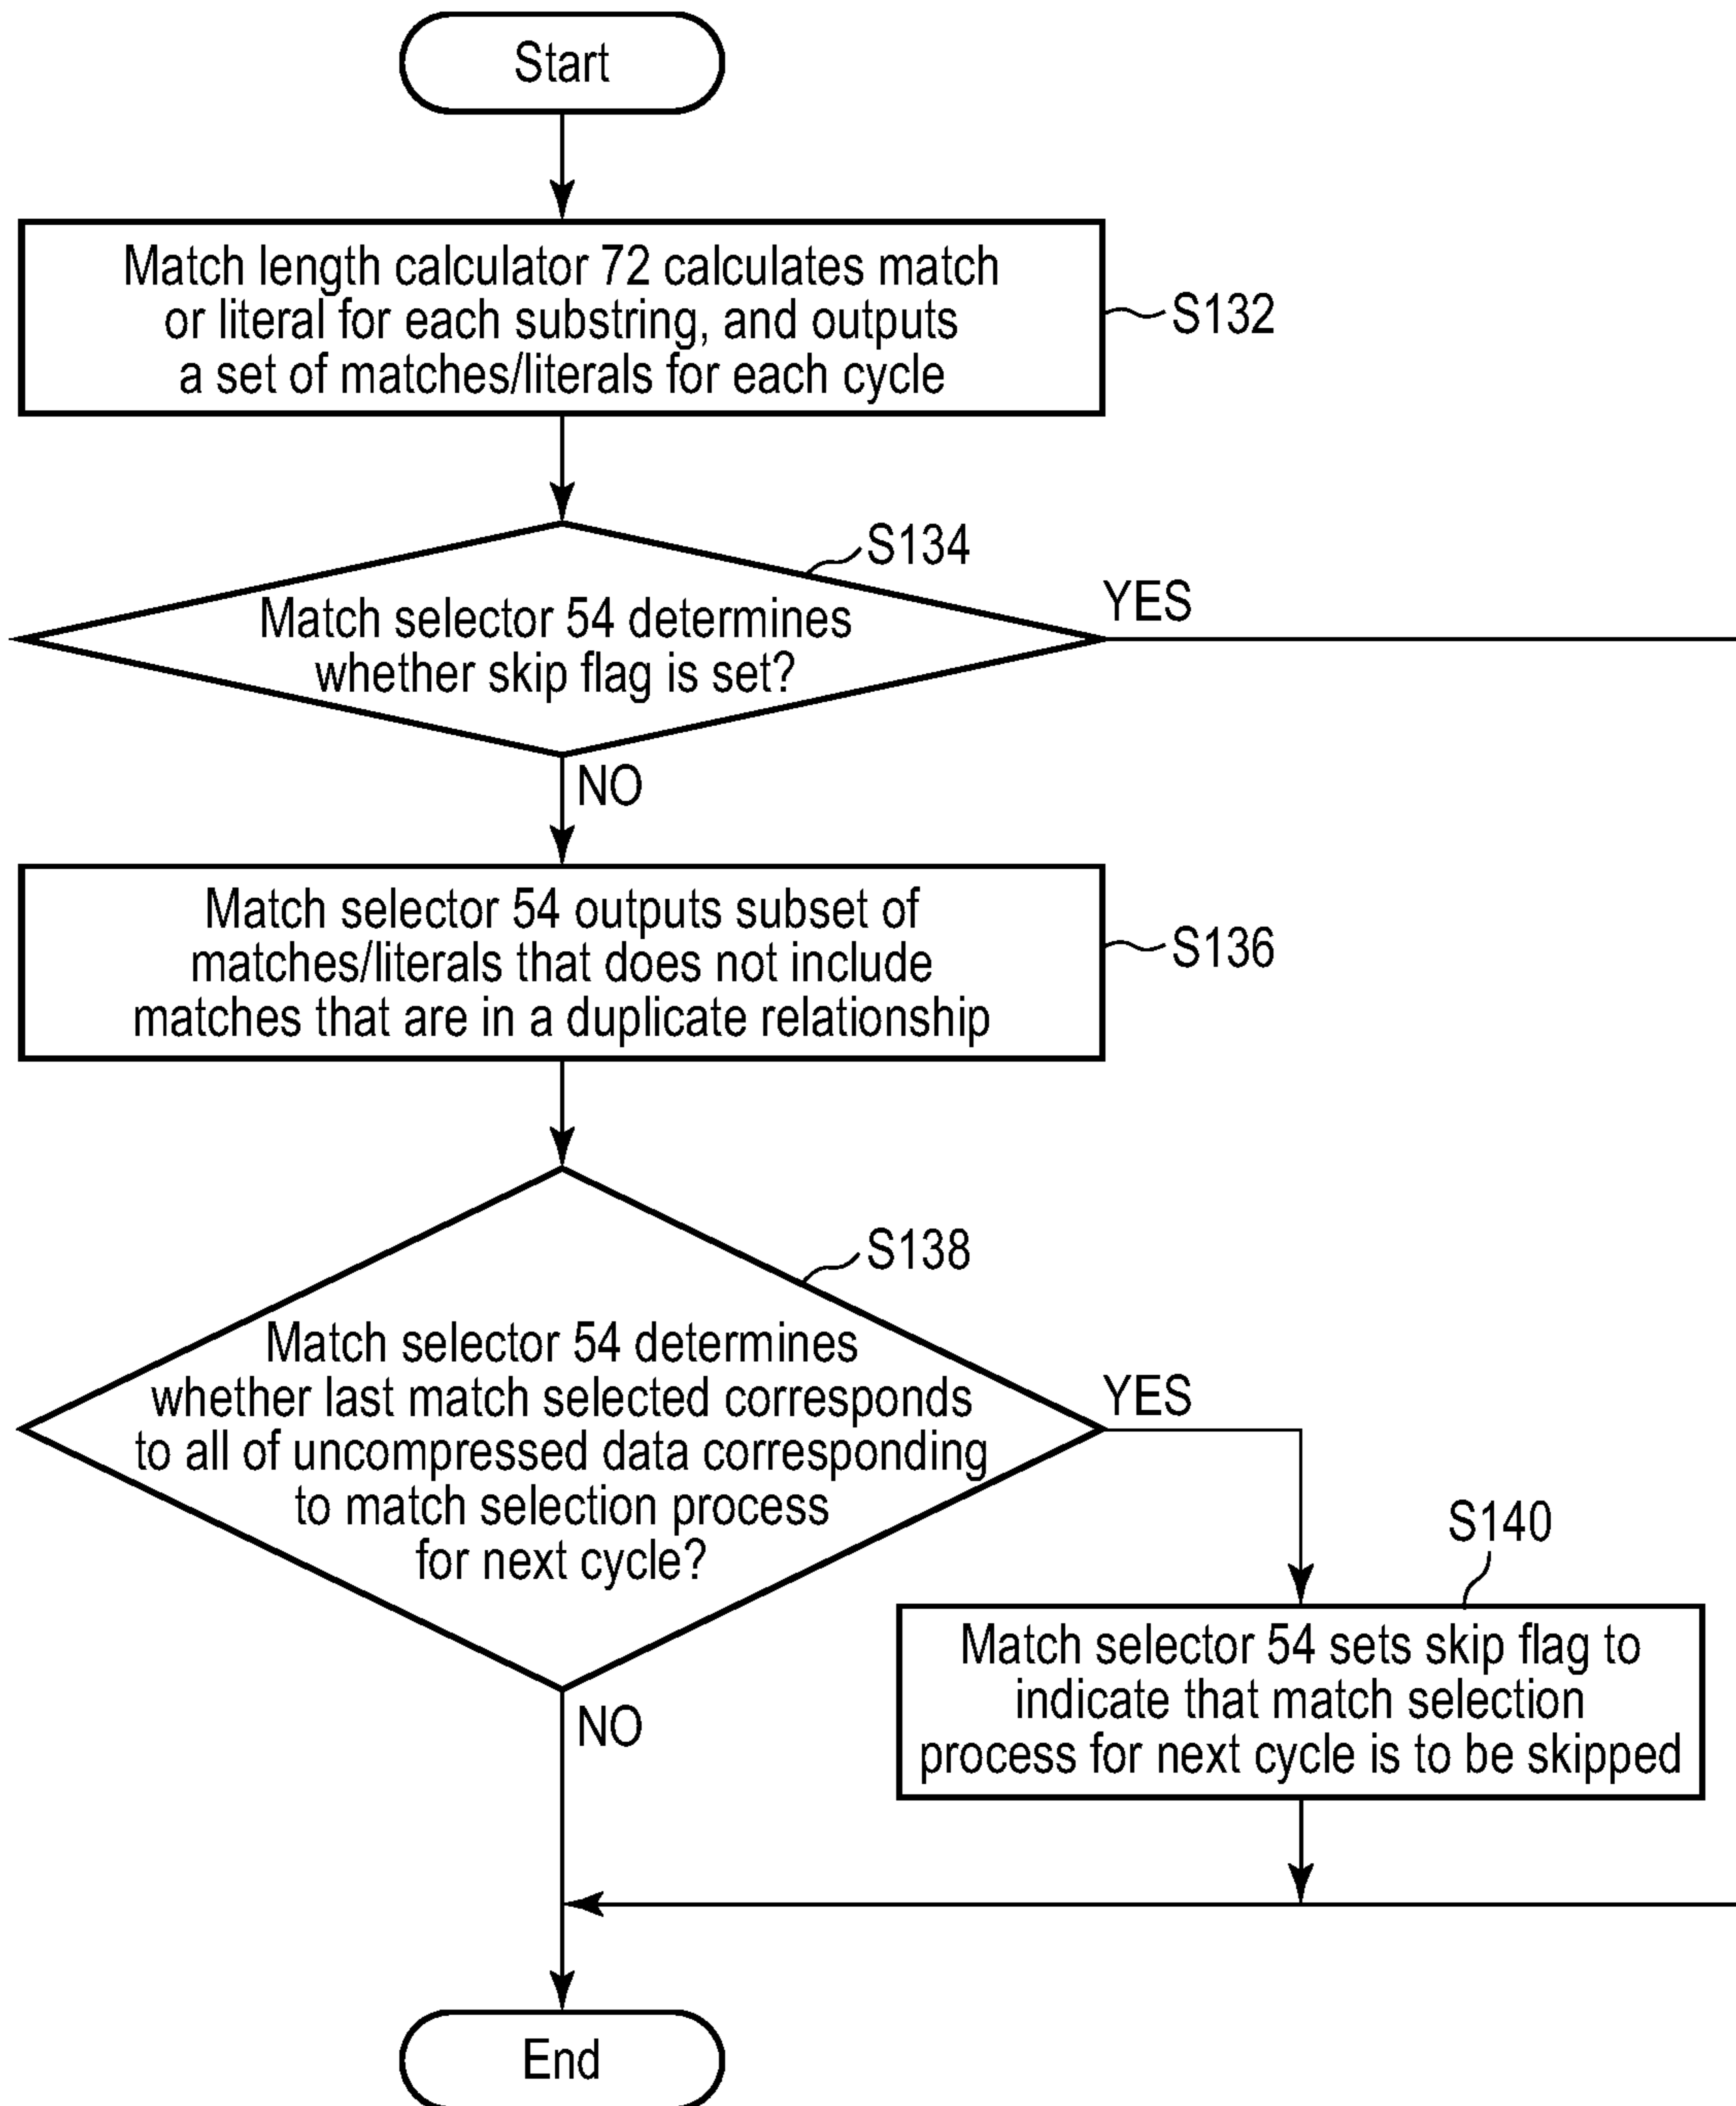 Start
Match length calculator 72 calculates match
or literal for each substring, and outputs
a set of matches/literals for each cycle
S132
S134
Match selector 54 determines
whether skip flag is set?
YES
NO
Match selector 54 outputs subset of
matches/literals that does not include
matches that are in a duplicate relationship
S136
S138
Match selector 54 determines
whether last match selected corresponds
to all of uncompressed data corresponding
to match selection process
for next cycle?
YES
NO
S140
Match selector 54 sets skip flag to
indicate that match selection
process for next cycle is to be skipped
End